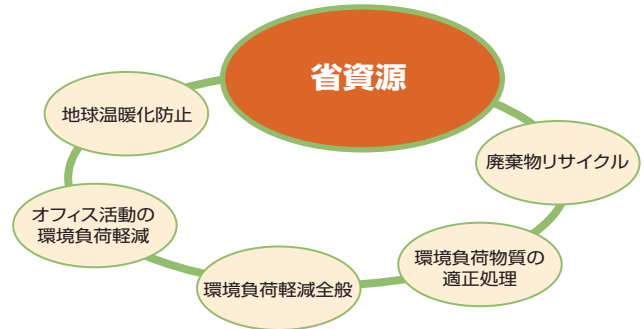 省資源
地球温暖化防止
廃棄物リサイクル
オフィス活動の
環境負荷軽減
環境負荷物質の
適正処理
環境負荷軽減全般